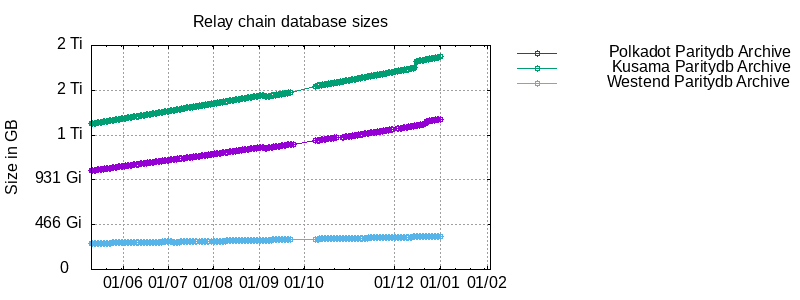 Relay chain database sizes
2 Ti
2 Ti
1 Ti
931 Gi
466 Gi
0
Size in GB
01/06 01/07 01/08 01/09 01/10 01/12 01/01 01/02
Polkadot Paritydb Archive
Kusama Paritydb Archive
Westend Paritydb Archive